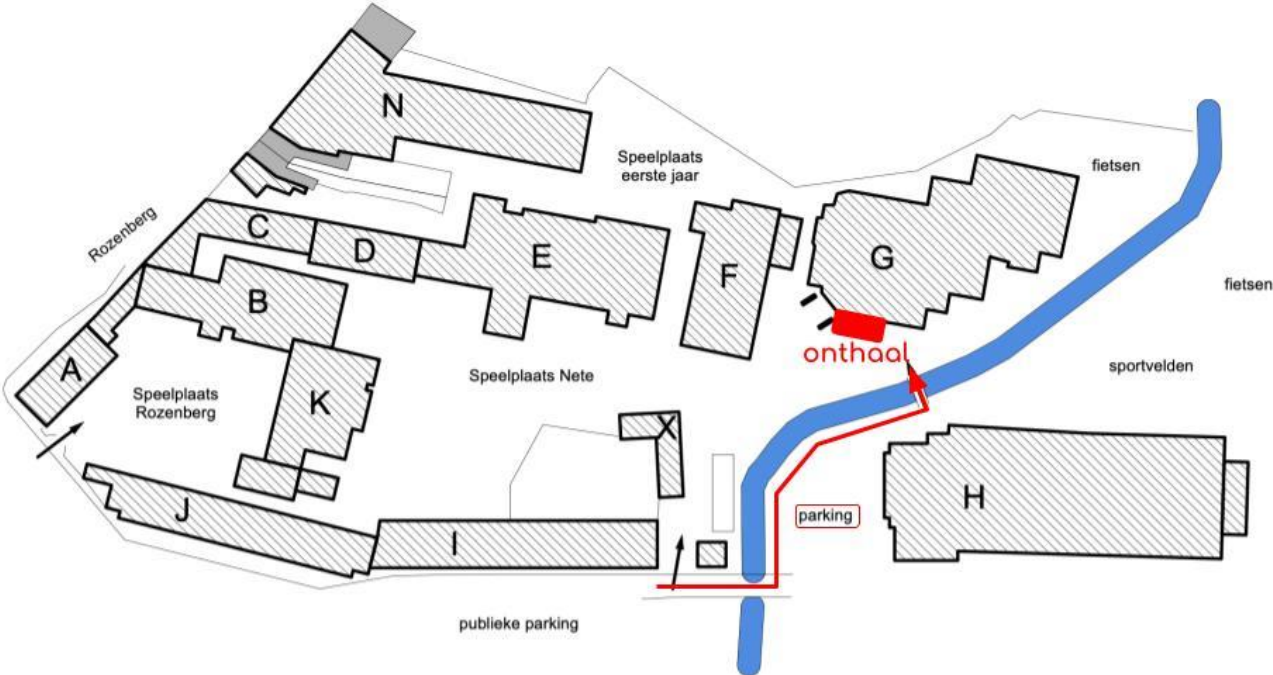 N
Speelplaats
eerste jaar
fietsen
Rozenberg
C
D
E
F
G
B
fietsen
onthaal
A
Speelplaats
Rozenberg
K
Speelplaats Nete
sportvelden
X
J
I
parking
H
publieke parking